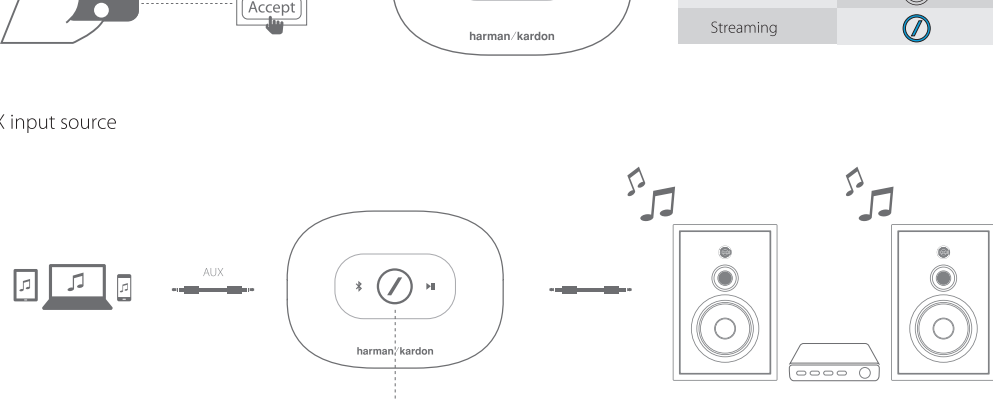 Accept
harman/kardon
Streaming
X input source
AUX
harman/kardon